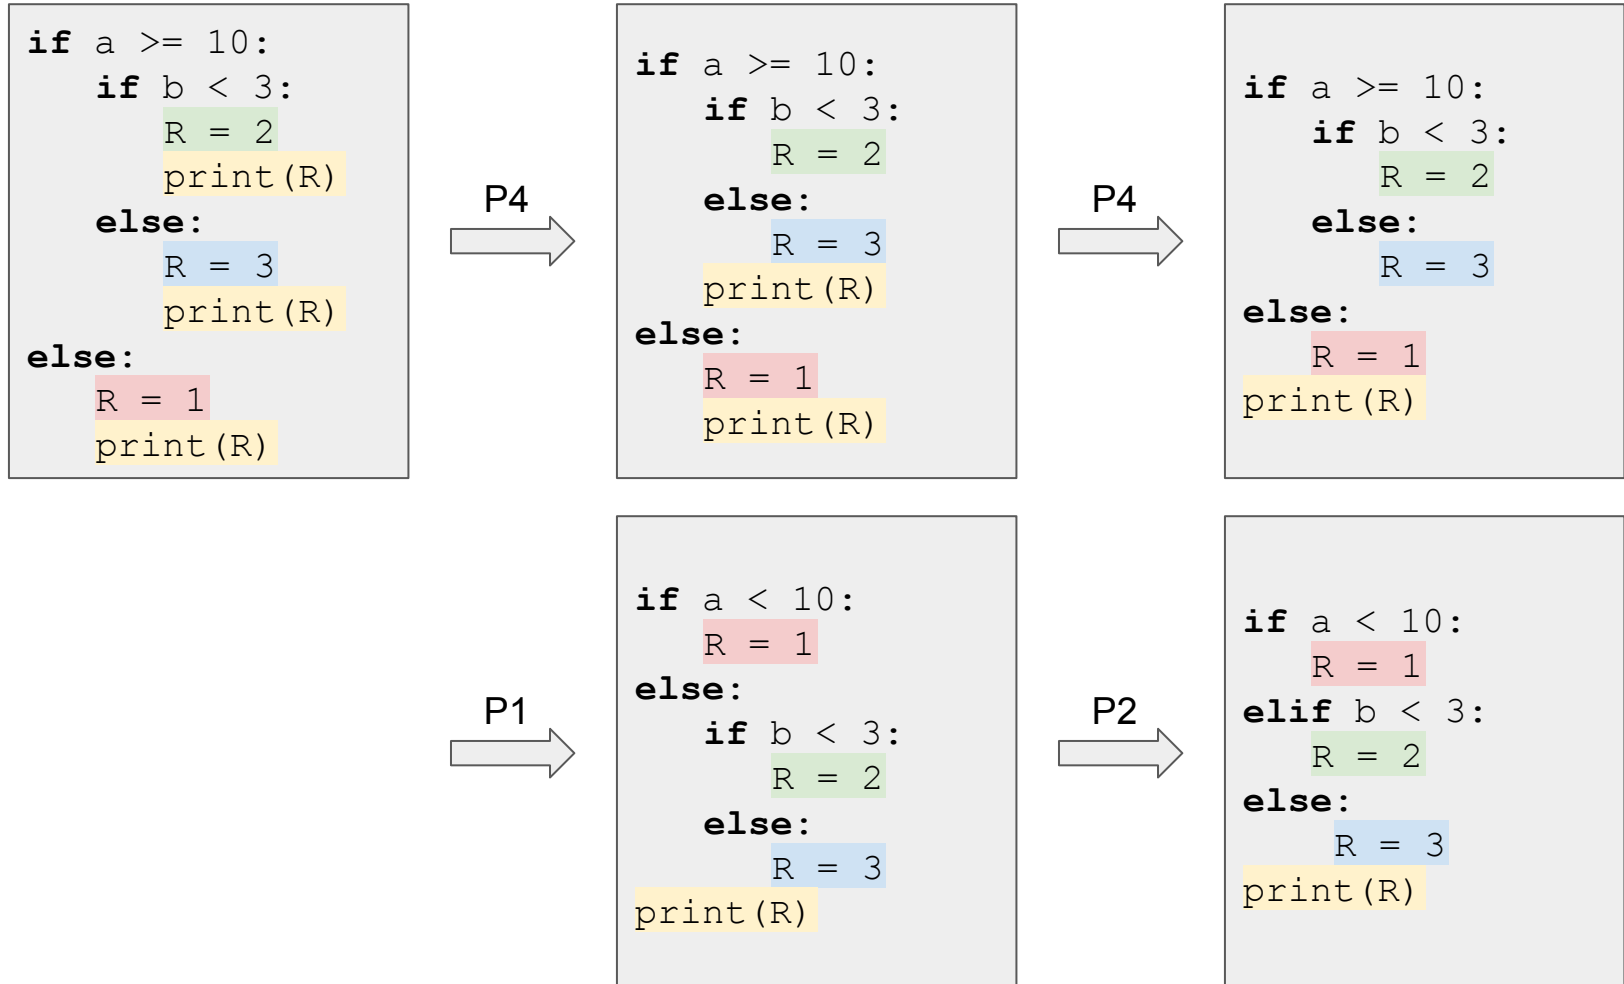 if a >= 10:
    if b < 3:
        R = 2
        print(R)
    else:
        R = 3
        print(R)
else:
    R = 1
    print(R)
P4
if a >= 10:
    if b < 3:
        R = 2
    else:
        R = 3
    print(R)
else:
    R = 1
    print(R)
P4
if a >= 10:
    if b < 3:
        R = 2
    else:
        R = 3
else:
    R = 1
print(R)
P1
if a < 10:
    R = 1
else:
    if b < 3:
        R = 2
    else:
        R = 3
print(R)
P2
if a < 10:
    R = 1
elif b < 3:
    R = 2
else:
     R = 3
print(R)